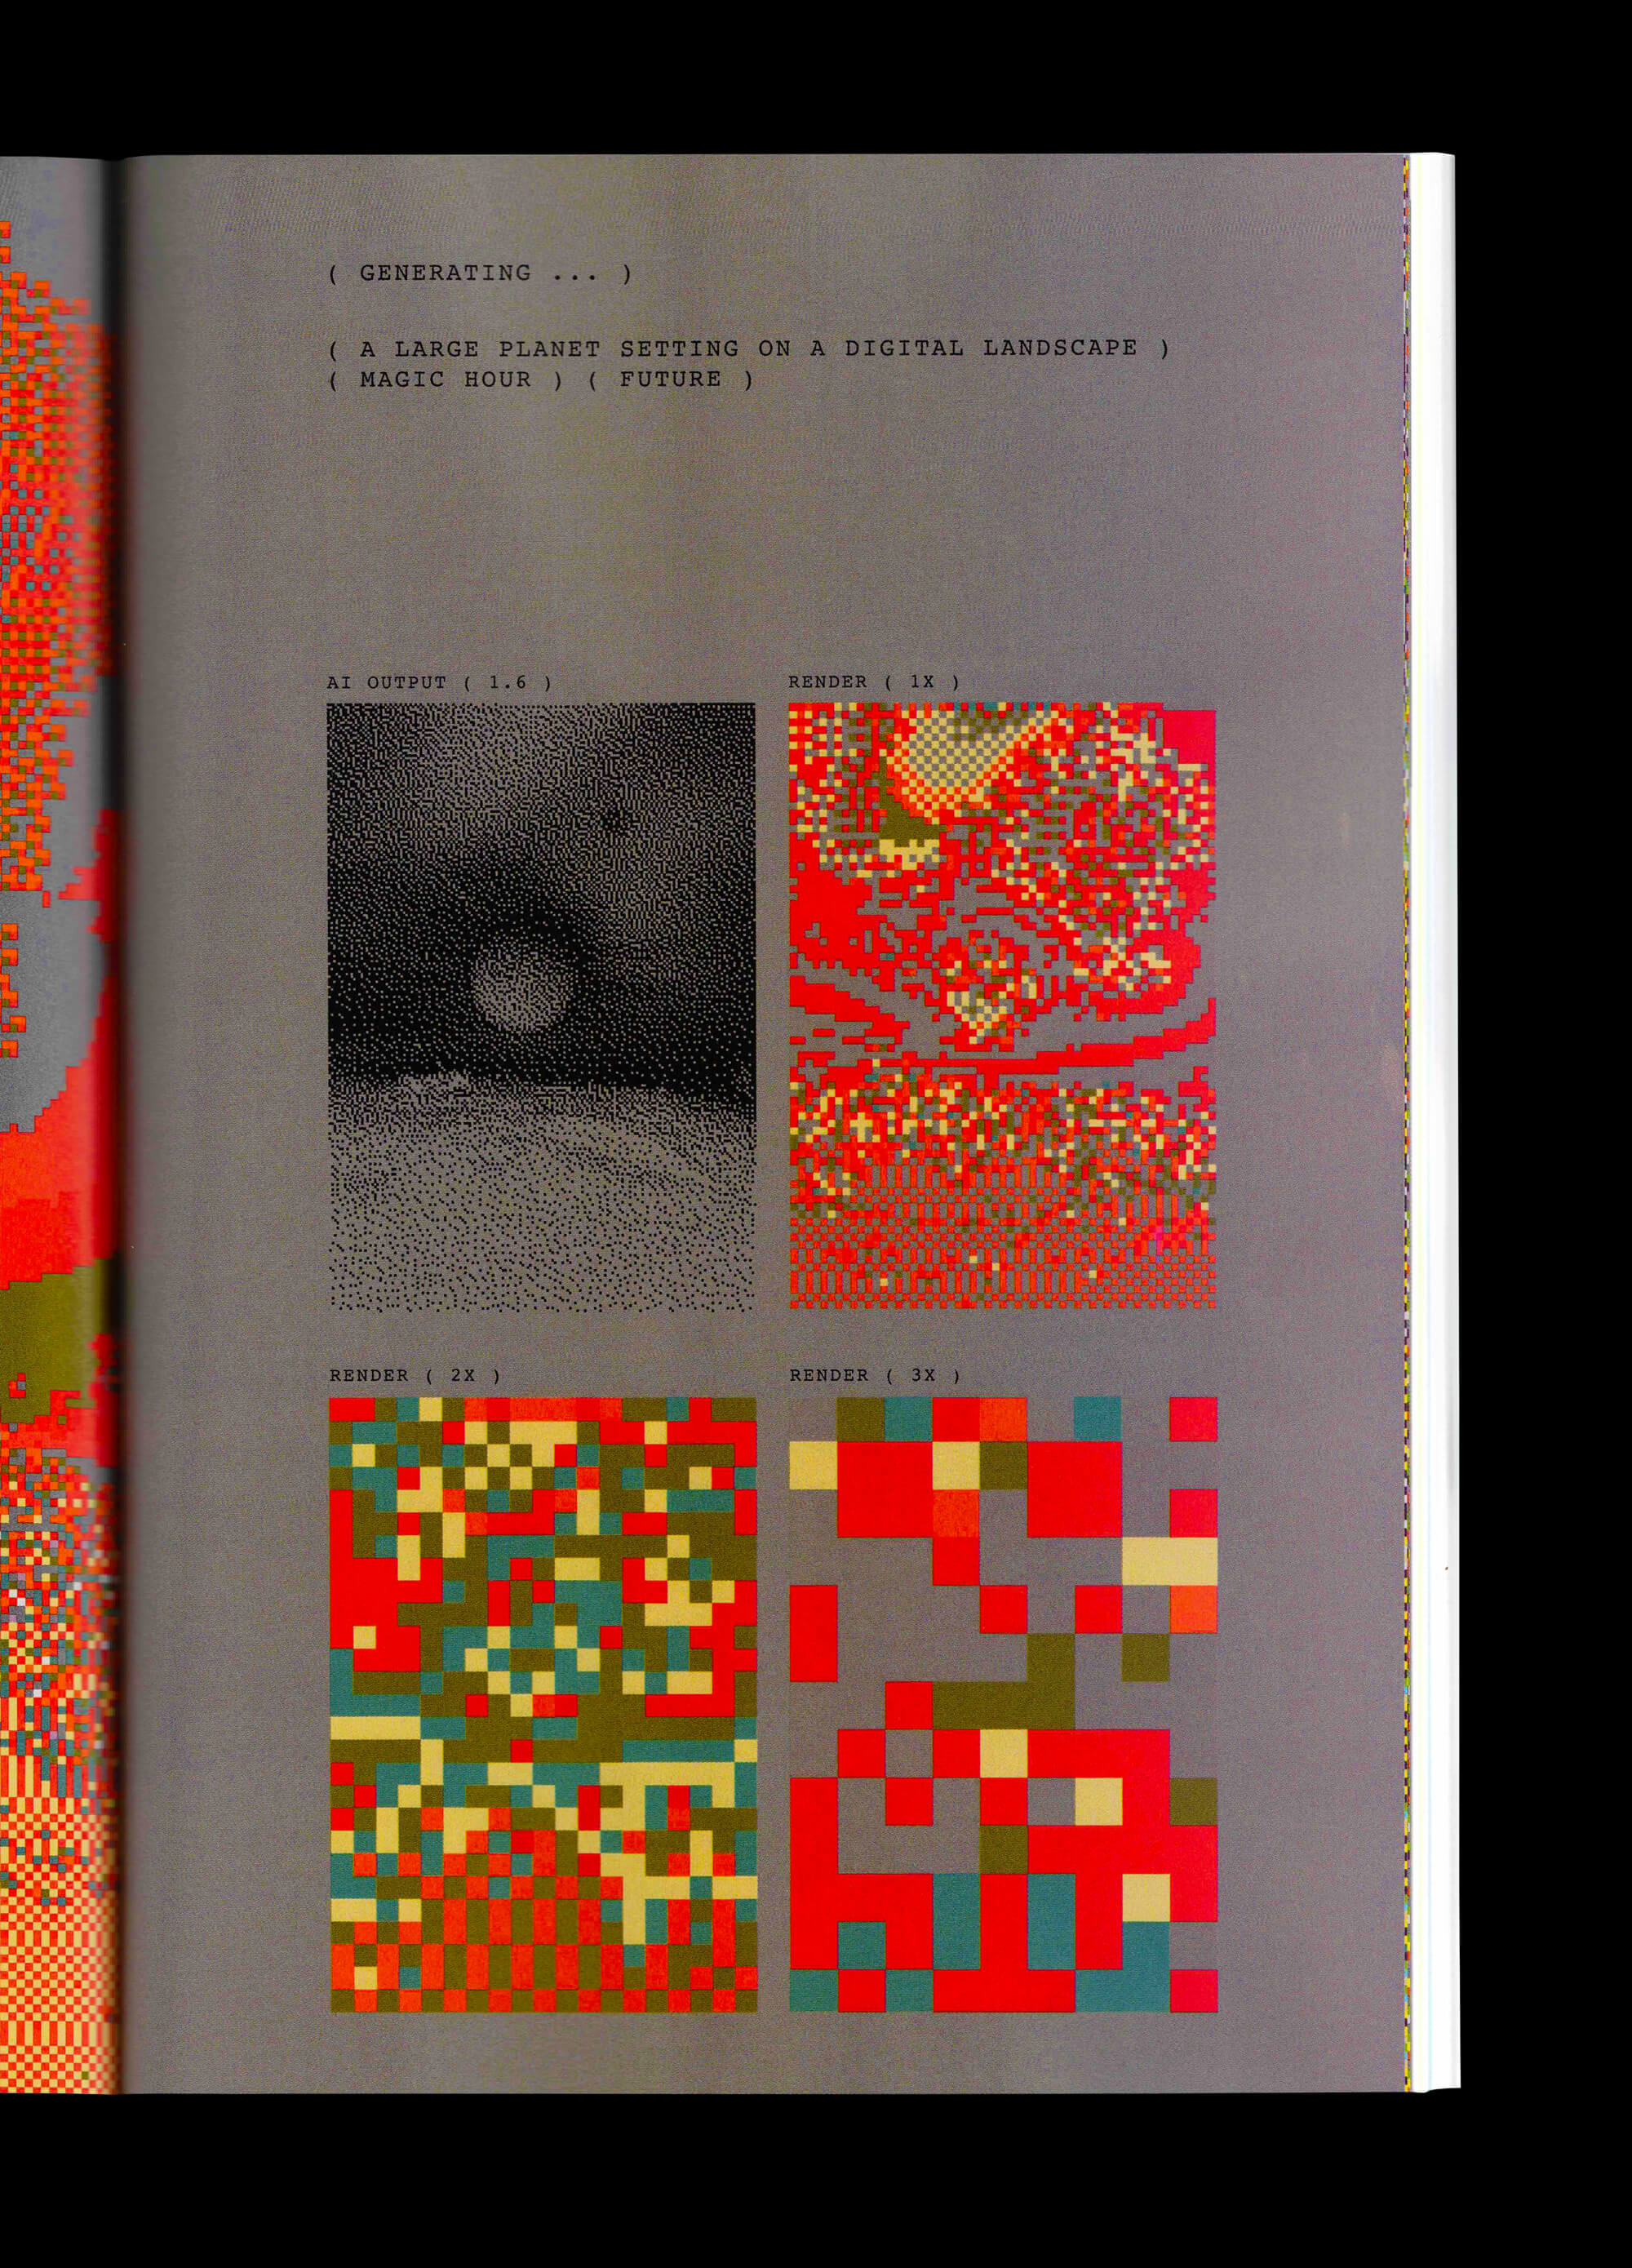 ( GENERATING ... )
( A LARGE PLANET SETTING ON A DIGITAL LANDSCAPE )
( MAGIC HOUR ) ( FUTURE )
AI OUTPUT ( 1.6 )
RENDER ( 1X )
RENDER ( 2X )
RENDER ( 3X )